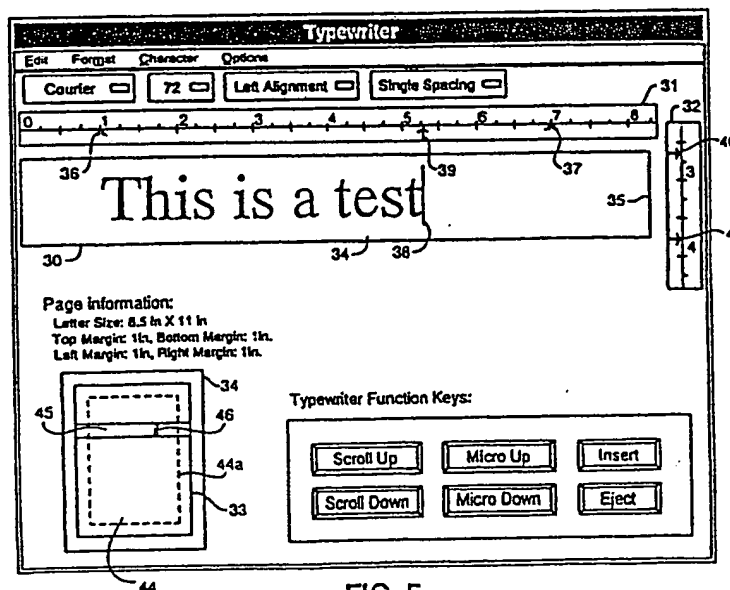 Typewriter
Edit Format Character Options
Courier 72 Left Alignment Single Spacing
31
32
0 1 2 3 4 5 6 7 8
36 39 37
40
3
This is a test
35
4
30 34 38
Page information:
Letter Size: 8.5 in X 11 in
Top Margin: 1in, Bottom Margin: 1in.
Left Margin: 1in, Right Margin: 1in.
34
Typewriter Function Keys:
45 46
Scroll Up Micro Up Insert
44a
33
Scroll Down Micro Down Eject
44